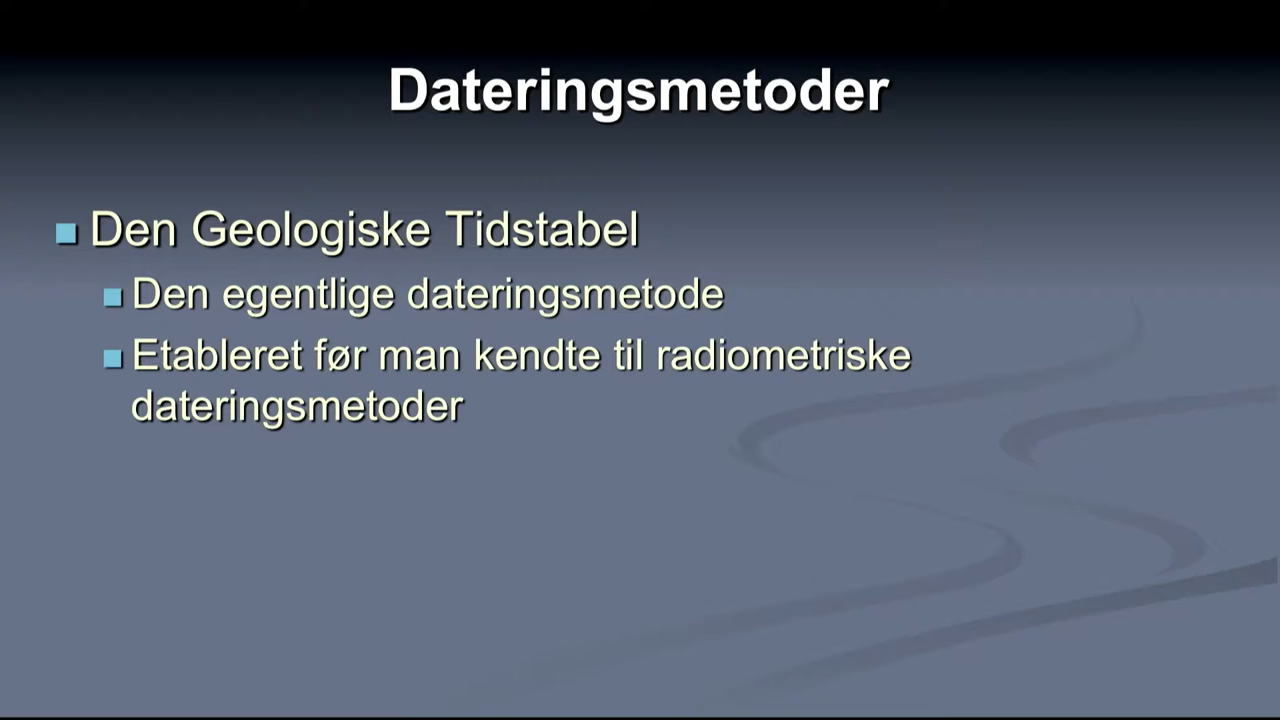 Dateringsmetoder
Den Geologiske Tidstabel
Den egentlige dateringsmetode
Etableret før man kendte til radiometriske
dateringsmetoder